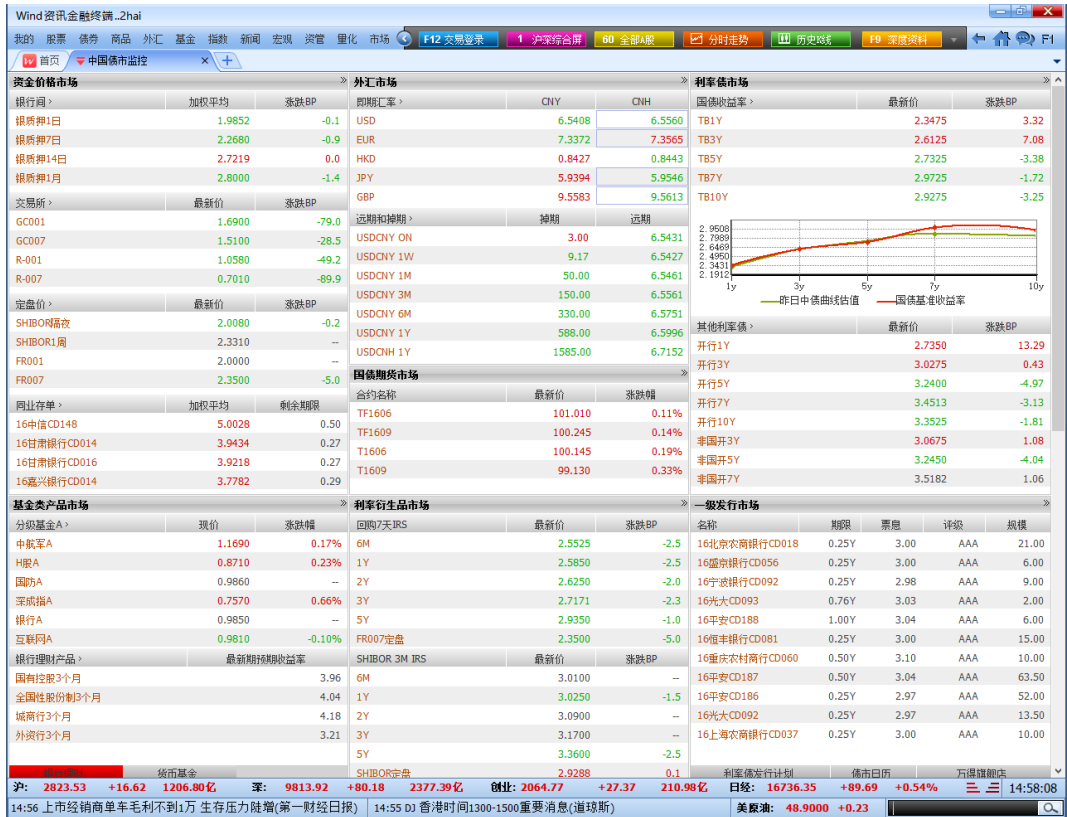 Wind资讯金融终端..2hai
我的 股票 债券 商品 外汇 基金 指数 新闻 宏观 资管 量化 市场 F12 交易登录 1 沪深综合屏 60 全部A股 分时走势 历史K线 F9 深度资料 F1
首页 中国债市监控 × +
资金价格市场 »
银行间 › 加权平均 涨跌BP
银质押1日 1.9852 -0.1
银质押7日 2.2680 -0.9
银质押14日 2.7219 0.0
银质押1月 2.8000 -1.4
交易所 › 最新价 涨跌BP
GC001 1.6900 -79.0
GC007 1.5100 -28.5
R-001 1.0580 -49.2
R-007 0.7010 -89.9
定盘价 › 最新价 涨跌BP
SHIBOR隔夜 2.0080 -0.2
SHIBOR1周 2.3310 --
FR001 2.0000 --
FR007 2.3500 -5.0
同业存单 › 加权平均 剩余期限
16中信CD148 5.0028 0.50
16甘肃银行CD014 3.9434 0.27
16甘肃银行CD016 3.9218 0.27
16嘉兴银行CD014 3.7782 0.29
外汇市场 »
即期汇率 › CNY CNH
USD 6.5408 6.5560
EUR 7.3372 7.3565
HKD 0.8427 0.8443
JPY 5.9394 5.9546
GBP 9.5583 9.5613
远期和掉期 › 掉期 远期
USDCNY ON 3.00 6.5431
USDCNY 1W 9.17 6.5427
USDCNY 1M 50.00 6.5461
USDCNY 3M 150.00 6.5561
USDCNY 6M 330.00 6.5751
USDCNY 1Y 588.00 6.5996
USDCNH 1Y 1585.00 6.7152
国债期货市场 »
合约名称 最新价 涨跌幅
TF1606 101.010 0.11%
TF1609 100.245 0.14%
T1606 100.145 0.19%
T1609 99.130 0.33%
利率债市场 »
国债收益率 › 最新价 涨跌BP
TB1Y 2.3475 3.32
TB3Y 2.6125 7.08
TB5Y 2.7325 -3.38
TB7Y 2.9725 -1.72
TB10Y 2.9275 -3.25
2.9508
2.7989
2.6469
2.4950
2.3431
2.1912
1y 3y 5y 7y 10y
昨日中债曲线估值 国债基准收益率
其他利率债 › 最新价 涨跌BP
开行1Y 2.7350 13.29
开行3Y 3.0275 0.43
开行5Y 3.2400 -4.97
开行7Y 3.4513 -3.13
开行10Y 3.3525 -1.81
非国开3Y 3.0675 1.08
非国开5Y 3.2450 -4.04
非国开7Y 3.5182 1.06
基金类产品市场 »
分级基金A › 现价 涨跌幅
中航军A 1.1690 0.17%
H股A 0.8710 0.23%
国防A 0.9860 --
深成指A 0.7570 0.66%
银行A 0.9850 --
互联网A 0.9810 -0.10%
银行理财产品 › 最新期预期收益率
国有控股3个月 3.96
全国性股份制3个月 4.04
城商行3个月 4.18
外资行3个月 3.21
银行理财 货币基金
利率衍生品市场 »
回购7天IRS 最新价 涨跌BP
6M 2.5525 -2.5
1Y 2.5850 -2.5
2Y 2.6250 -2.0
3Y 2.7171 -2.3
5Y 2.9350 -1.0
FR007定盘 2.3500 -5.0
SHIBOR 3M IRS 最新价 涨跌BP
6M 3.0100 --
1Y 3.0250 -1.5
2Y 3.0900 --
3Y 3.1700 --
5Y 3.3600 -2.5
SHIBOR定盘 2.9288 0.1
一级发行市场 »
名称 期限 票息 评级 规模
16北京农商银行CD018 0.25Y 3.00 AAA 21.00
16盛京银行CD056 0.25Y 3.00 AAA 6.00
16宁波银行CD092 0.25Y 2.98 AAA 9.00
16光大CD093 0.76Y 3.03 AAA 2.00
16平安CD188 1.00Y 3.04 AAA 6.00
16恒丰银行CD081 0.25Y 3.00 AAA 15.00
16重庆农村商行CD060 0.50Y 3.10 AAA 10.00
16平安CD187 0.50Y 3.04 AAA 63.50
16平安CD186 0.25Y 2.97 AAA 52.00
16光大CD092 0.25Y 2.97 AAA 13.50
16上海农商银行CD037 0.25Y 3.00 AAA 10.00
利率债发行计划 债市日历 万得旗舰店
沪: 2823.53 +16.62 1206.80亿 深: 9813.92 +80.18 2377.39亿 创业: 2064.77 +27.37 210.98亿 日经: 16736.35 +89.69 +0.54% 14:58:08
14:56 上市经销商单车毛利不到1万 生存压力陡增(第一财经日报) 14:55 DJ 香港时间1300-1500重要消息(道琼斯) 美原油: 48.9000 +0.23